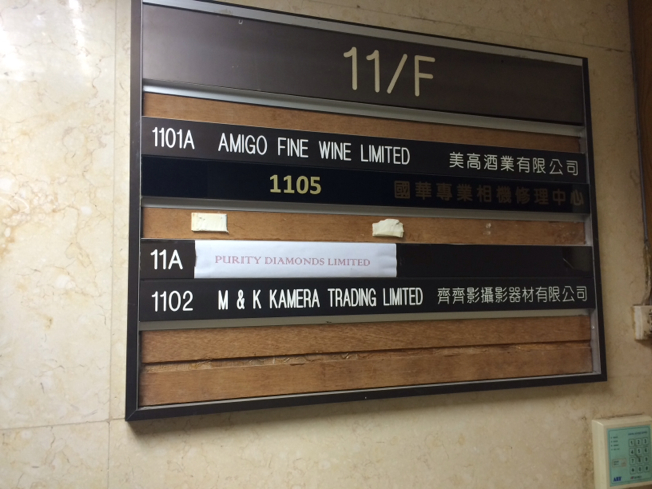 11/F
1101A AMIGO FINE WINE LIMITED 美高酒業有限公司
1105 國華專業相機修理中心
11A PURITY DIAMONDS LIMITED
1102 M & K KAMERA TRADING LIMITED 齊齊影攝影器材有限公司